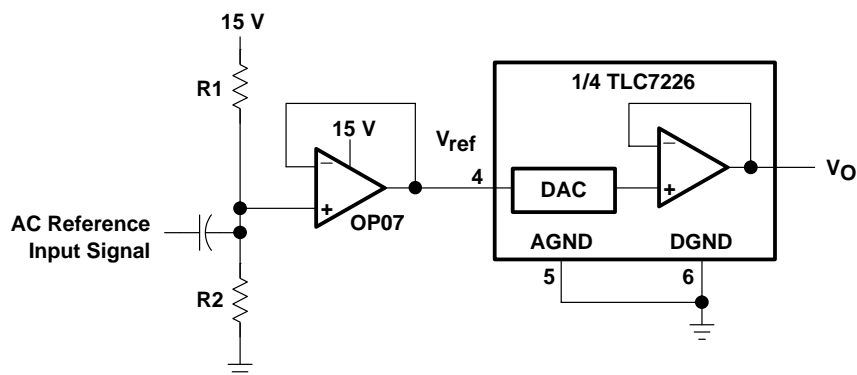 15 V
R1
15 V
−
+
OP07
AC Reference
Input Signal
R2
Vref
4
1/4 TLC7226
DAC
−
+
VO
AGND
DGND
5
6